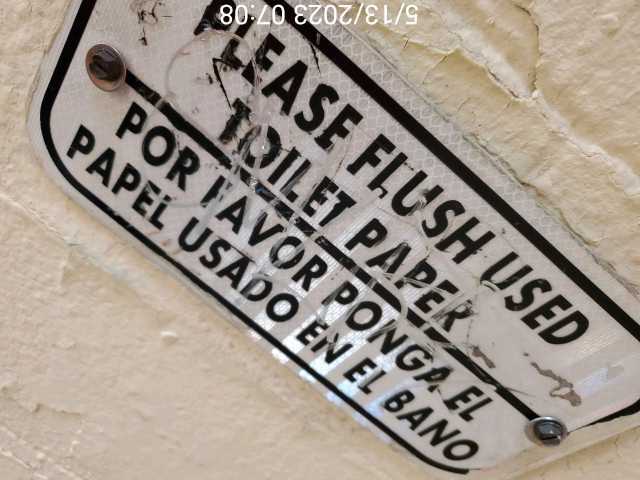 5/13/2023 07:08
PLEASE FLUSH USED
TOILET PAPER
POR FAVOR PONGA EL
PAPEL USADO EN EL BANO